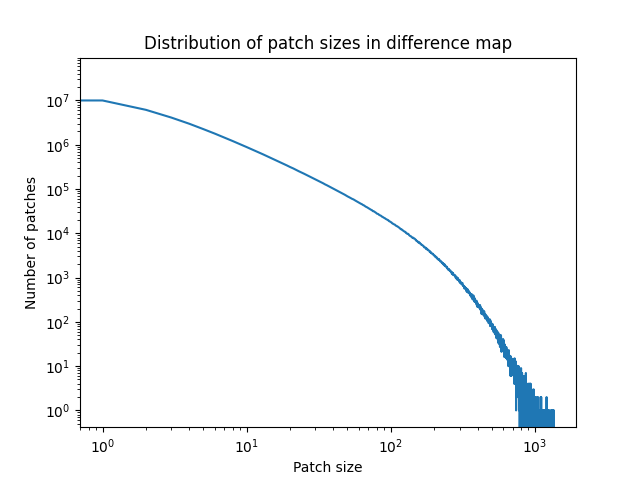 Distribution of patch sizes in difference map
Number of patches
10⁷
10⁶
10⁵
10⁴
10³
10²
10¹
10⁰
10⁰ 10¹ 10² 10³
Patch size